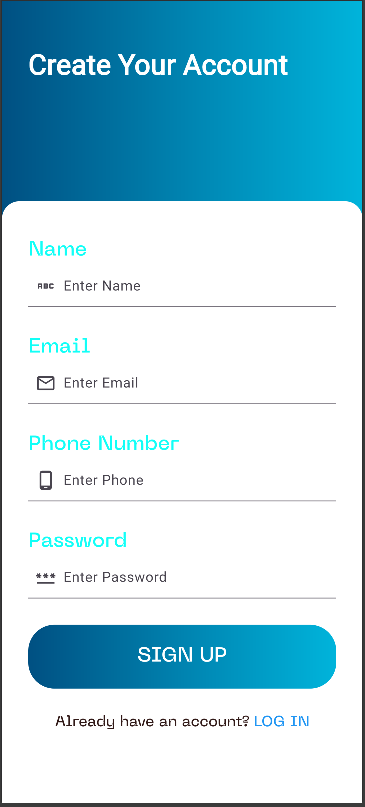 Create Your Account
Name
ABC Enter Name
Email
Enter Email
Phone Number
Enter Phone
Password
*** Enter Password
SIGN UP
Already have an account? LOG IN